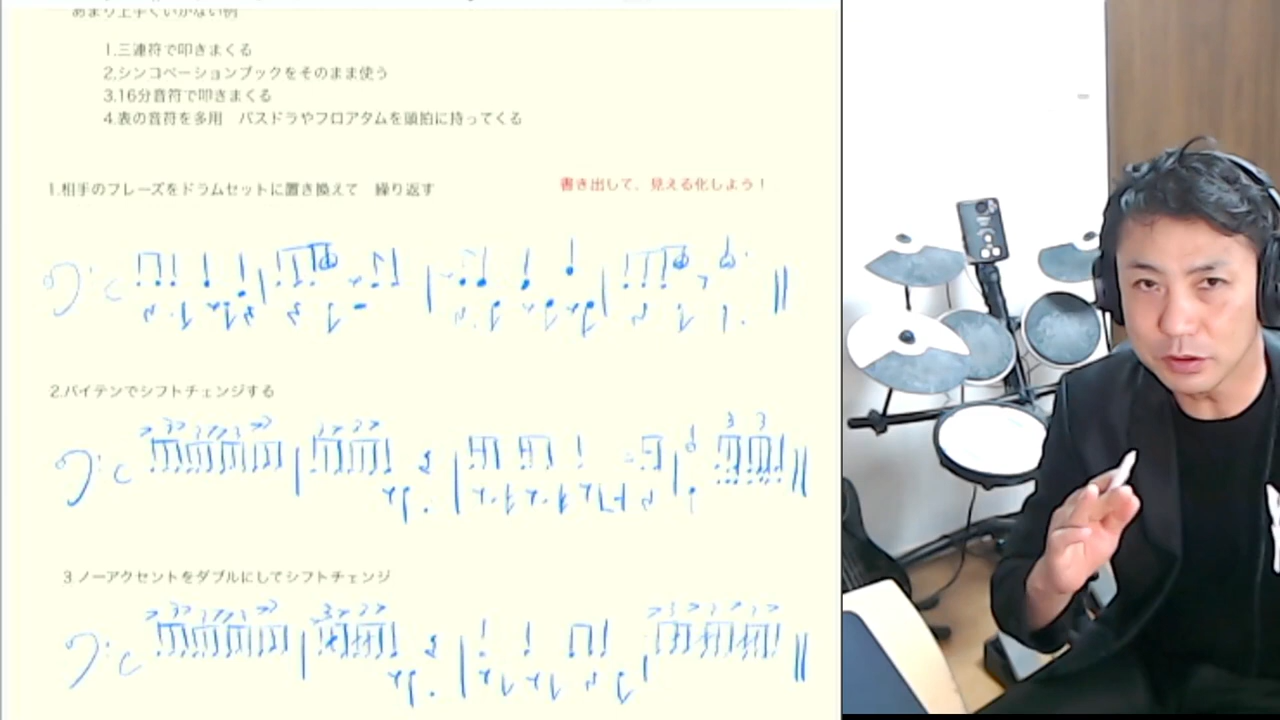 あまり上手くいかない例
1.三連符で叩きまくる
2.シンコペーションブックをそのまま使う
3.16分音符で叩きまくる
4.表の音符を多用 バスドラやフロアタムを頭拍に持ってくる
1.相手のフレーズをドラムセットに置き換えて 繰り返す
書き出して、見える化しよう！
2.バイテンでシフトチェンジする
3.ノーアクセントをダブルにしてシフトチェンジ